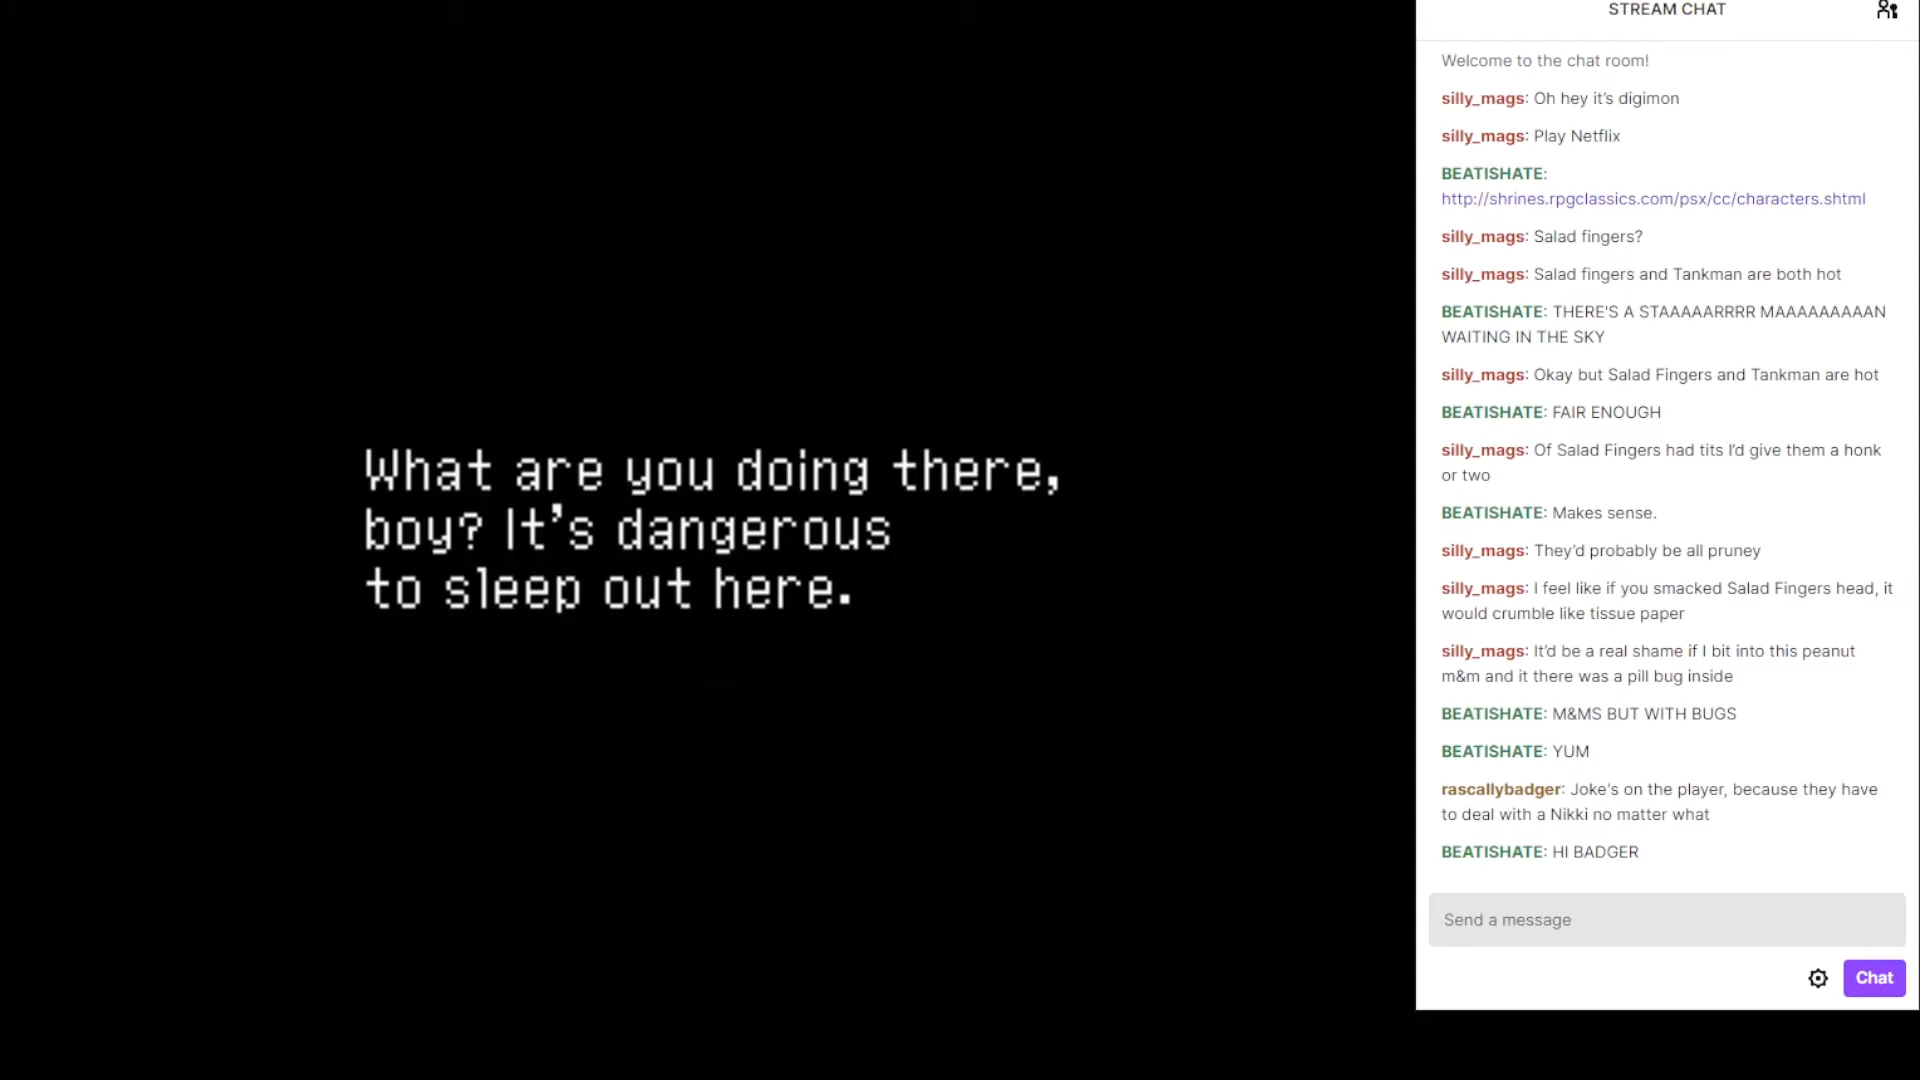 What are you doing there,
boy? It's dangerous
to sleep out here.
STREAM CHAT
Welcome to the chat room!
silly_mags: Oh hey it's digimon
silly_mags: Play Netflix
BEATISHATE:
http://shrines.rpgclassics.com/psx/cc/characters.shtml
silly_mags: Salad fingers?
silly_mags: Salad fingers and Tankman are both hot
BEATISHATE: THERE'S A STAAAAARRRR MAAAAAAAAAN
WAITING IN THE SKY
silly_mags: Okay but Salad Fingers and Tankman are hot
BEATISHATE: FAIR ENOUGH
silly_mags: Of Salad Fingers had tits I'd give them a honk
or two
BEATISHATE: Makes sense.
silly_mags: They'd probably be all pruney
silly_mags: I feel like if you smacked Salad Fingers head, it
would crumble like tissue paper
silly_mags: It'd be a real shame if I bit into this peanut
m&m and it there was a pill bug inside
BEATISHATE: M&MS BUT WITH BUGS
BEATISHATE: YUM
rascallybadger: Joke's on the player, because they have
to deal with a Nikki no matter what
BEATISHATE: HI BADGER
Send a message
Chat